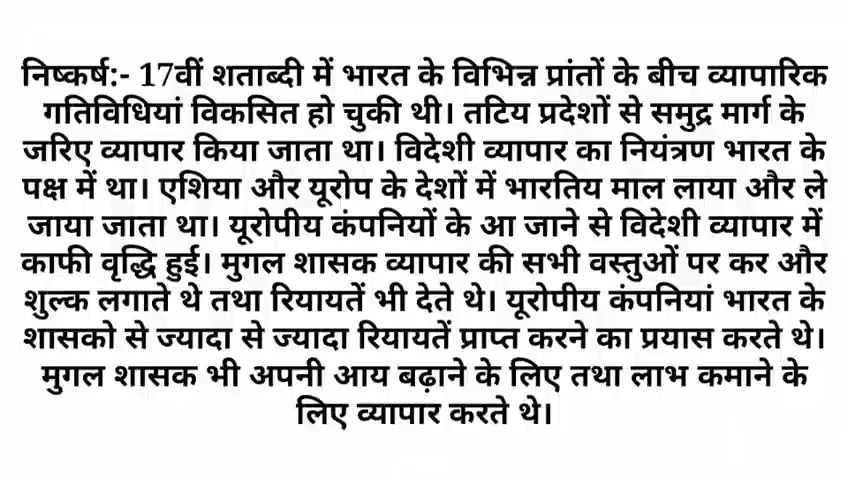 निष्कर्ष:- 17वीं शताब्दी में भारत के विभिन्न प्रांतों के बीच व्यापारिक
गतिविधियां विकसित हो चुकी थी। तटिय प्रदेशों से समुद्र मार्ग के
जरिए व्यापार किया जाता था। विदेशी व्यापार का नियंत्रण भारत के
पक्ष में था। एशिया और यूरोप के देशों में भारतिय माल लाया और ले
जाया जाता था। यूरोपीय कंपनियों के आ जाने से विदेशी व्यापार में
काफी वृद्धि हुई। मुगल शासक व्यापार की सभी वस्तुओं पर कर और
शुल्क लगाते थे तथा रियायतें भी देते थे। यूरोपीय कंपनियां भारत के
शासको से ज्यादा से ज्यादा रियायतें प्राप्त करने का प्रयास करते थे।
मुगल शासक भी अपनी आय बढ़ाने के लिए तथा लाभ कमाने के
लिए व्यापार करते थे।